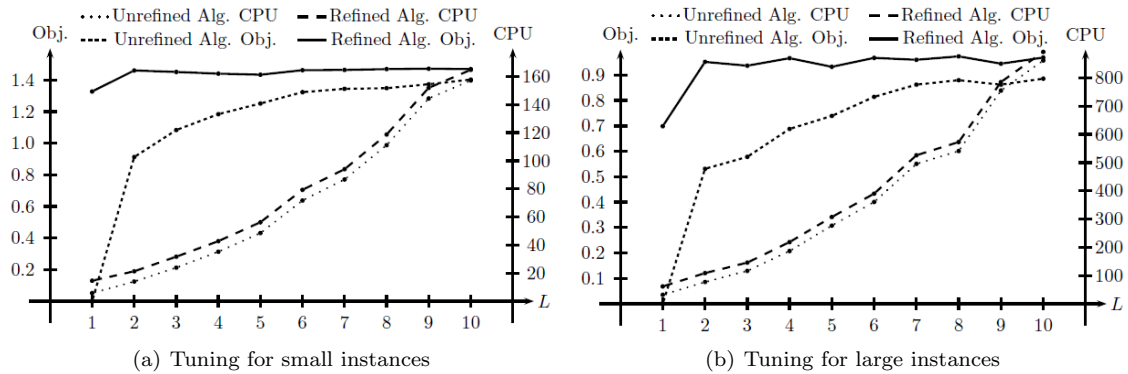 Unrefined Alg. CPU
Refined Alg. CPU
Unrefined Alg. Obj.
Refined Alg. Obj.
Obj.
CPU
1.4
1.2
1.0
0.8
0.6
0.4
0.2
160
140
120
100
80
60
40
20
L
1 2 3 4 5 6 7 8 9 10
(a) Tuning for small instances
Unrefined Alg. CPU
Refined Alg. CPU
Unrefined Alg. Obj.
Refined Alg. Obj.
Obj.
CPU
0.9
0.8
0.7
0.6
0.5
0.4
0.3
0.2
0.1
800
700
600
500
400
300
200
100
L
1 2 3 4 5 6 7 8 9 10
(b) Tuning for large instances